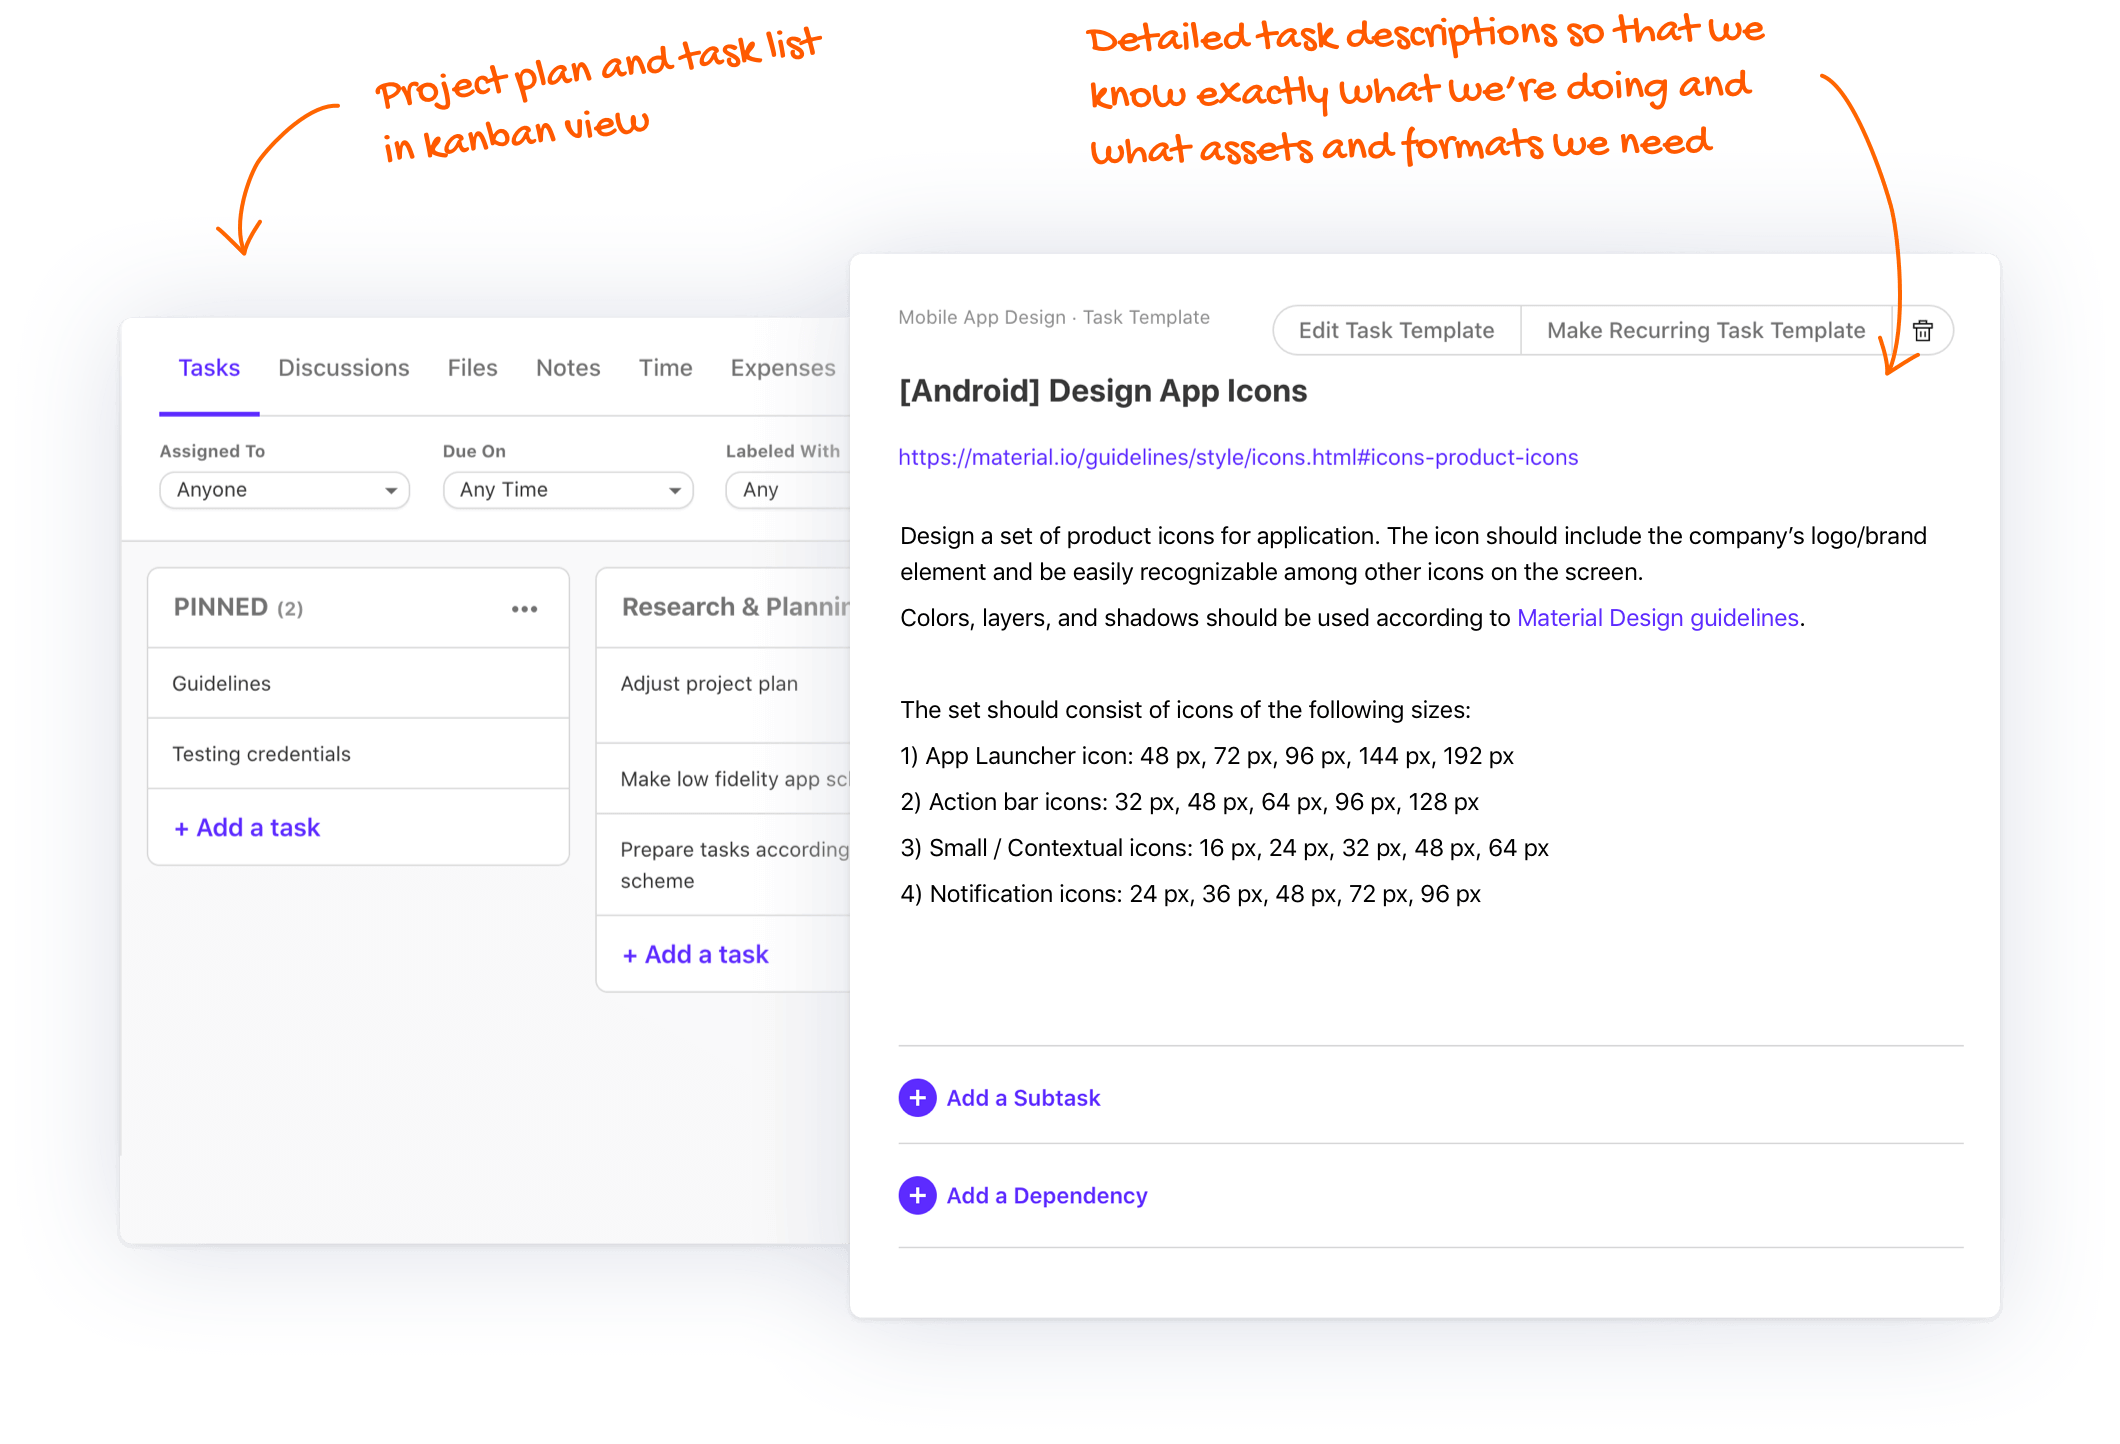 Project plan and task list
in kanban view
Detailed task descriptions so that we
know exactly what we're doing and
what assets and formats we need
Tasks Discussions Files Notes Time Expenses
Assigned To Due On Labeled With
Anyone Any Time Any
PINNED (2) •••
Guidelines
Testing credentials
+ Add a task
Research &
Adjust project plan
Make low fidelity app
Prepare tasks according
scheme
+ Add a task
Mobile App Design · Task Template
Edit Task Template Make Recurring Task Template
[Android] Design App Icons
https://material.io/guidelines/style/icons.html#icons-product-icons
Design a set of product icons for application. The icon should include the company’s logo/brand
element and be easily recognizable among other icons on the screen.
Colors, layers, and shadows should be used according to Material Design guidelines.
The set should consist of icons of the following sizes:
1) App Launcher icon: 48 px, 72 px, 96 px, 144 px, 192 px
2) Action bar icons: 32 px, 48 px, 64 px, 96 px, 128 px
3) Small / Contextual icons: 16 px, 24 px, 32 px, 48 px, 64 px
4) Notification icons: 24 px, 36 px, 48 px, 72 px, 96 px
Add a Subtask
Add a Dependency